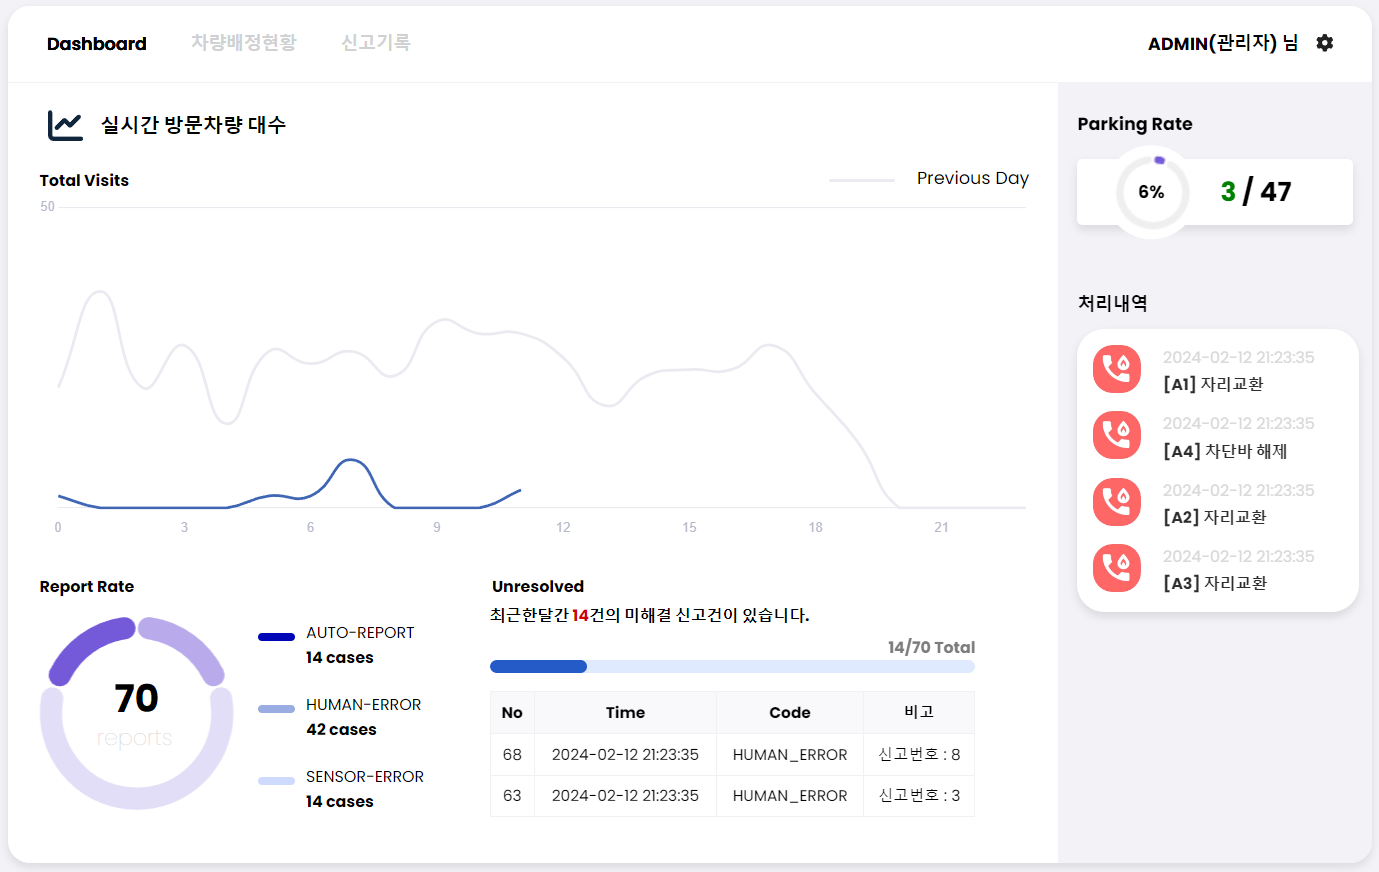 Dashboard 차량배정현황 신고기록 ADMIN(관리자) 님
실시간 방문차량 대수
Total Visits Previous Day
50
0 3 6 9 12 15 18 21
Report Rate
70
reports
AUTO-REPORT
14 cases
HUMAN-ERROR
42 cases
SENSOR-ERROR
14 cases
Unresolved
최근한달간 14건의 미해결 신고건이 있습니다.
14/70 Total
No Time Code 비고
68 2024-02-12 21:23:35 HUMAN_ERROR 신고번호 : 8
63 2024-02-12 21:23:35 HUMAN_ERROR 신고번호 : 3
Parking Rate
6% 3 / 47
처리내역
2024-02-12 21:23:35
[A1] 자리교환
2024-02-12 21:23:35
[A4] 차단바 해제
2024-02-12 21:23:35
[A2] 자리교환
2024-02-12 21:23:35
[A3] 자리교환